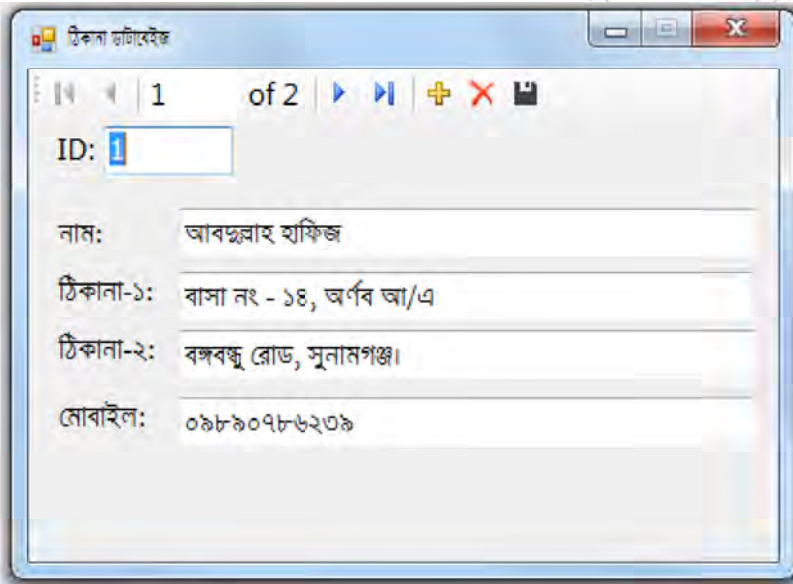 ঠিকানা ডাটাবেইজ
1 of 2
ID: 1
নাম: আবদুল্লাহ হাফিজ
ঠিকানা-১: বাসা নং - ১৪, অর্ণব আ/এ
ঠিকানা-২: বঙ্গবন্ধু রোড, সুনামগঞ্জ।
মোবাইল: ০৯৮৯০৭৮৬২৩৯